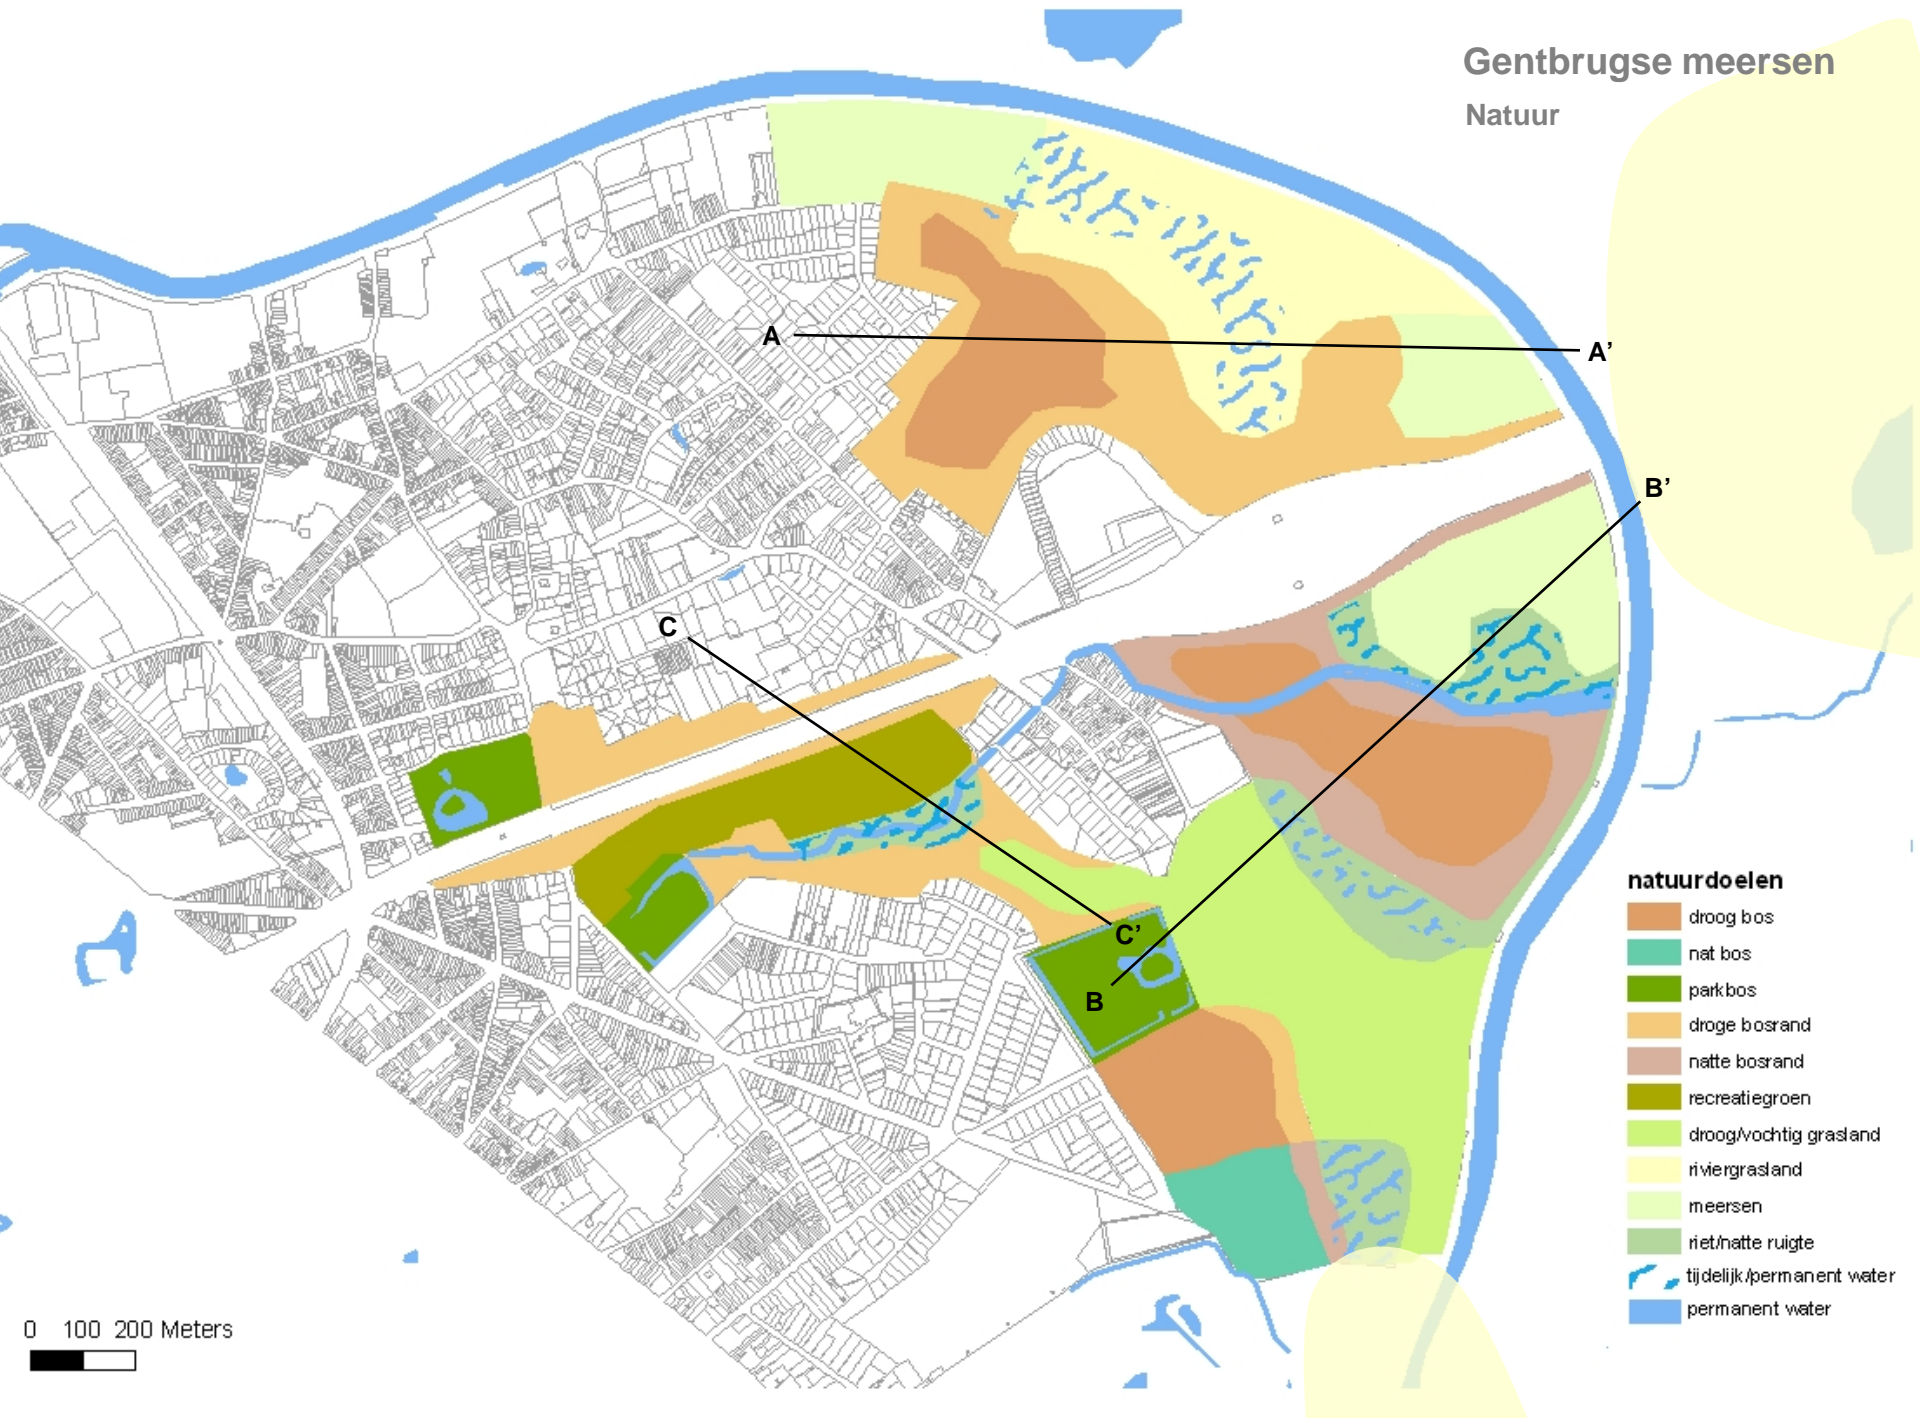 Gentbrugse meersen
Natuur
A
A’
B’
C
C’
B
natuurdoelen
droog bos
nat bos
parkbos
droge bosrand
natte bosrand
recreatiegroen
droog/vochtig grasland
riviergrasland
meersen
riet/natte ruigte
tijdelijk/permanent water
permanent water
0 100 200 Meters